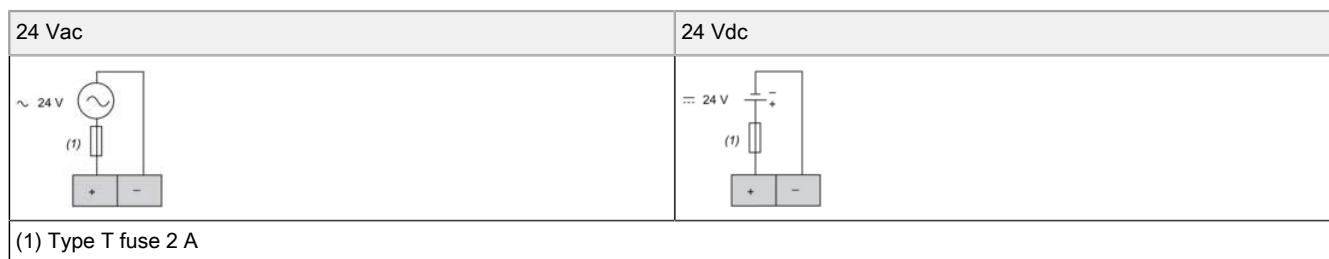 24 Vac
24 Vdc
∼ 24 V
(1)
+ −
⎓ 24 V
−
+
(1)
+ −
(1) Type T fuse 2 A